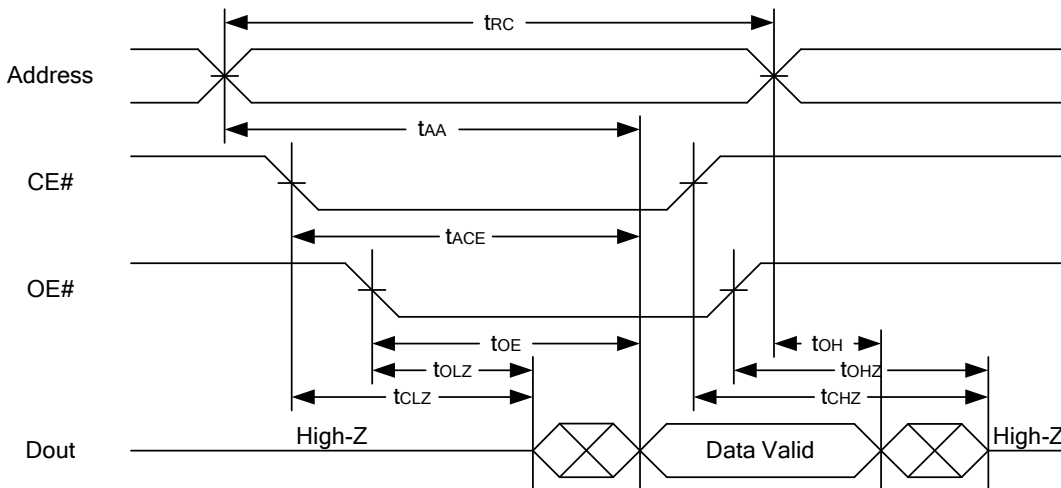 tRC
Address
tAA
CE#
tACE
OE#
tOE
tOH
tOLZ
tOHZ
tCLZ
tCHZ
High-Z
High-Z
Dout
Data Valid